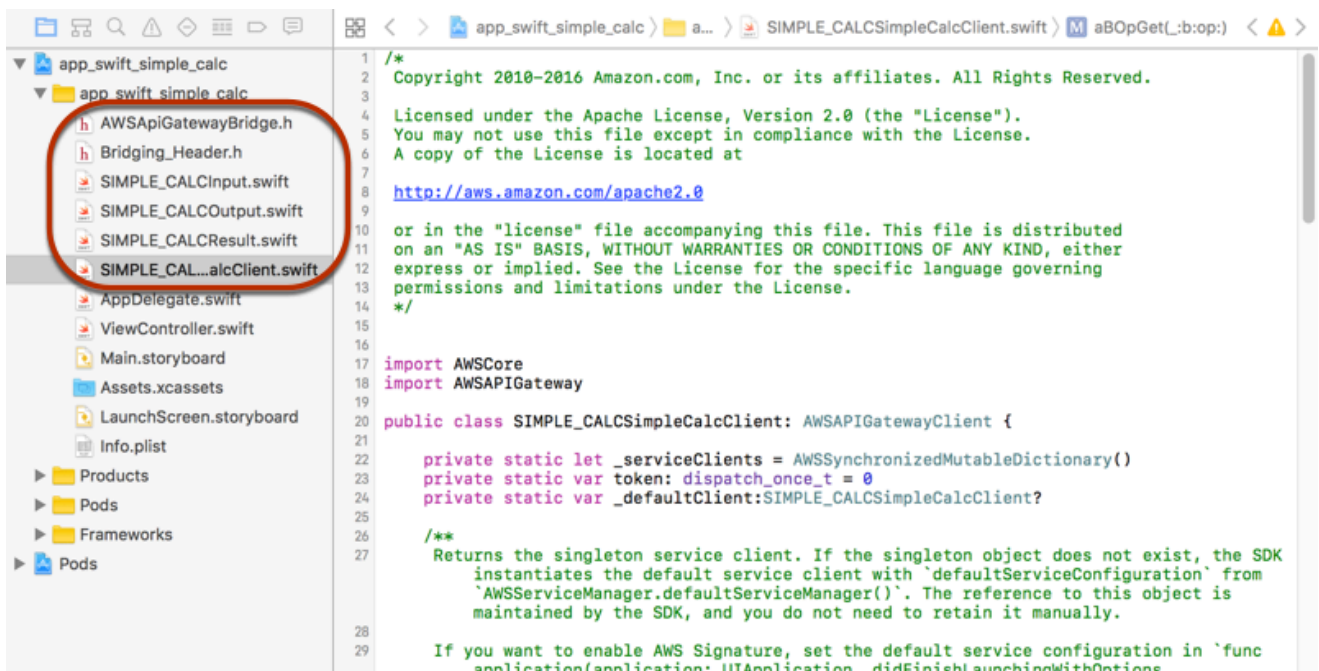 app_swift_simple_calc
a...
SIMPLE_CALCSimpleCalcClient.swift
M
aBOpGet(_:b:op:)
app_swift_simple_calc
app_swift_simple_calc
h AWSApiGatewayBridge.h
h Bridging_Header.h
SIMPLE_CALCInput.swift
SIMPLE_CALCOutput.swift
SIMPLE_CALCResult.swift
SIMPLE_CAL...alcClient.swift
AppDelegate.swift
ViewController.swift
Main.storyboard
Assets.xcassets
LaunchScreen.storyboard
Info.plist
Products
Pods
Frameworks
Pods
1 /*
2 Copyright 2010-2016 Amazon.com, Inc. or its affiliates. All Rights Reserved.
3
4 Licensed under the Apache License, Version 2.0 (the "License").
5 You may not use this file except in compliance with the License.
6 A copy of the License is located at
7
8 http://aws.amazon.com/apache2.0
9
10 or in the "license" file accompanying this file. This file is distributed
11 on an "AS IS" BASIS, WITHOUT WARRANTIES OR CONDITIONS OF ANY KIND, either
12 express or implied. See the License for the specific language governing
13 permissions and limitations under the License.
14 */
15
16
17 import AWSCore
18 import AWSAPIGateway
19
20 public class SIMPLE_CALCSimpleCalcClient: AWSAPIGatewayClient {
21
22 private static let _serviceClients = AWSSynchronizedMutableDictionary()
23 private static var token: dispatch_once_t = 0
24 private static var _defaultClient:SIMPLE_CALCSimpleCalcClient?
25
26 /**
27 Returns the singleton service client. If the singleton object does not exist, the SDK
instantiates the default service client with `defaultServiceConfiguration` from
`AWSServiceManager.defaultServiceManager()`. The reference to this object is
maintained by the SDK, and you do not need to retain it manually.
28
29 If you want to enable AWS Signature, set the default service configuration in `func
application(application: UIApplication, didFinishLaunchingWithOptions